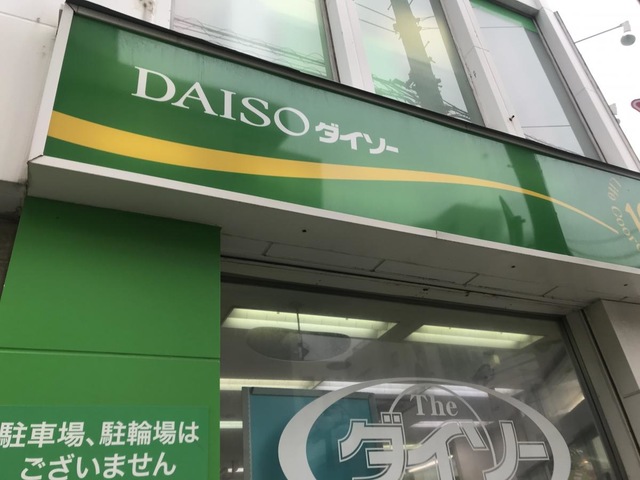 DAISO ダイソー
The
ダイソー
駐車場、駐輪場は
ございません